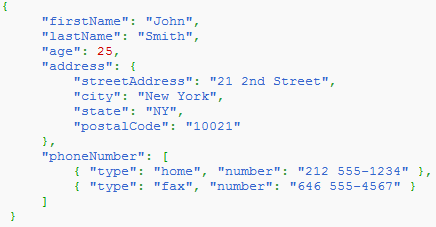 {
     "firstName": "John",
     "lastName": "Smith",
     "age": 25,
     "address": {
         "streetAddress": "21 2nd Street",
         "city": "New York",
         "state": "NY",
         "postalCode": "10021"
     },
     "phoneNumber": [
         { "type": "home", "number": "212 555-1234" },
         { "type": "fax", "number": "646 555-4567" }
     ]
 }